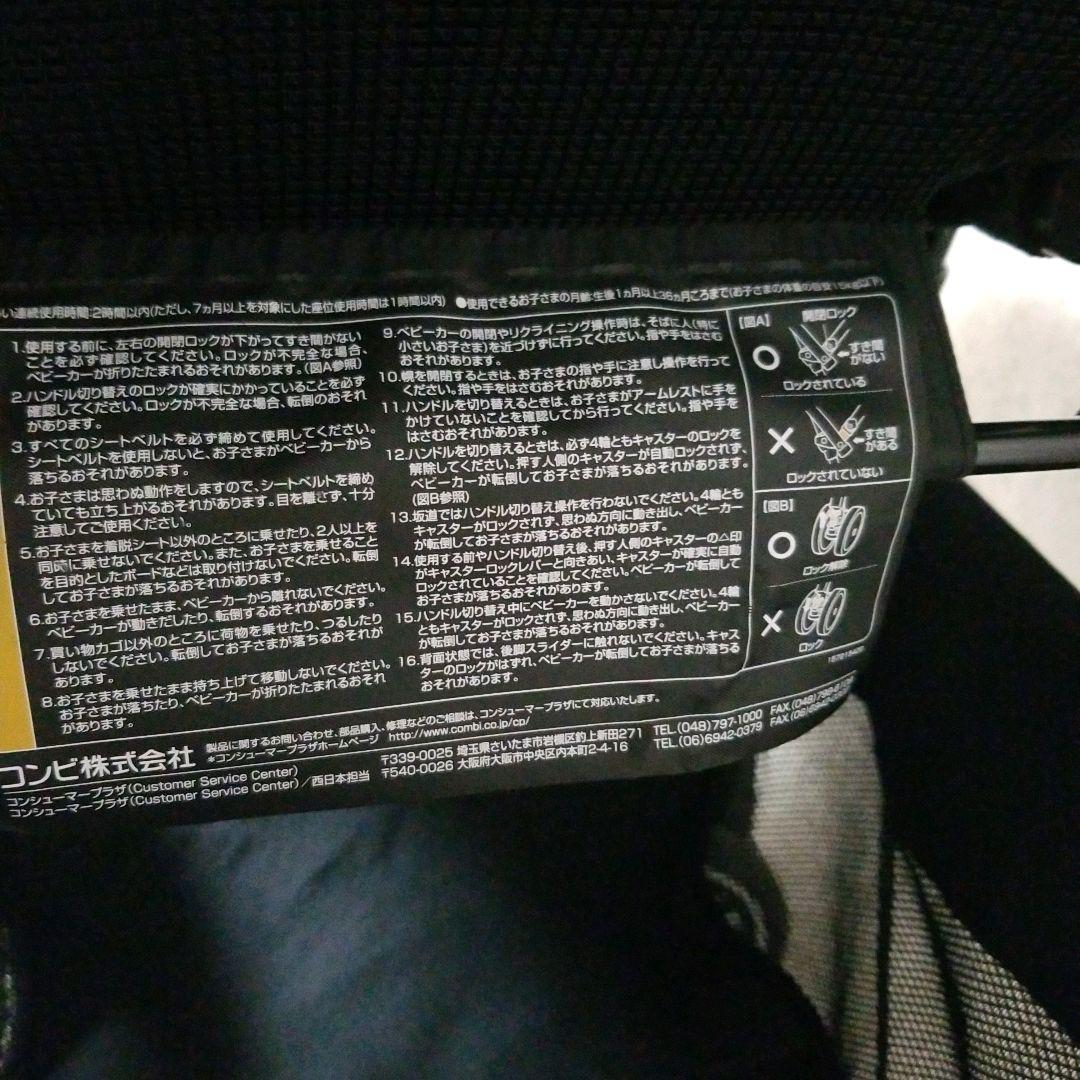 い連続使用時間:2時間以内(ただし、7ヵ月以上を対象にした座位使用時間は1時間以内) ●使用できるお子さまの月齢:生後1ヵ月以上36ヵ月ごろまで(お子さまの体重の目安15kg以下)
1.使用する前に、左右の開閉ロックが下がってすき間がない
ことを必ず確認してください。ロックが不完全な場合、
ベビーカーが折りたたまれるおそれがあります。(図A参照)
2.ハンドル切り替えのロックが確実にかかっていることを必ず
確認してください。ロックが不完全な場合、転倒のおそれ
があります。
3.すべてのシートベルトを必ず締めて使用してください。
シートベルトを使用しないと、お子さまがベビーカーから
落ちるおそれがあります。
4.お子さまは思わぬ動作をしますので、シートベルトを締め
ていても立ち上がるおそれがあります。目を離さず、十分
注意してご使用ください。
5.お子さまを着脱シート以外のところに乗せたり、2人以上を
同時に乗せないでください。また、お子さまを乗せること
を目的としたボードなどは取り付けないでください。転倒
してお子さまが落ちるおそれがあります。
6.お子さまを乗せたまま、ベビーカーから離れないでください。
ベビーカーが動きだしたり、転倒するおそれがあります。
7.買い物カゴ以外のところに荷物を乗せたり、つるしたり
しないでください。転倒してお子さまが落ちるおそれが
あります。
8.お子さまを乗せたまま持ち上げて移動しないでください。
お子さまが落ちたり、ベビーカーが折りたたまれるおそれ
があります。
9.ベビーカーの開閉やリクライニング操作時は、そばに人(特に
小さいお子さま)を近づけずに行ってください。指や手をはさむ
おそれがあります。
10.幌を開閉するときは、お子さまの指や手に注意し操作を行って
ください。指や手をはさむおそれがあります。
11.ハンドルを切り替えるときは、お子さまがアームレストに手を
かけていないことを確認してから行ってください。指や手を
はさむおそれがあります。
12.ハンドルを切り替えるときは、必ず4輪ともキャスターのロックを
解除してください。押す人側のキャスターが自動ロックされず、
ベビーカーが転倒してお子さまが落ちるおそれがあります。
(図B参照)
13.坂道ではハンドル切り替え操作を行わないでください。4輪とも
キャスターがロックされず、思わぬ方向に動き出し、ベビーカー
が転倒してお子さまが落ちるおそれがあります。
14.使用する前やハンドル切り替え後、押す人側のキャスターの△印
がキャスターロックレバーと向きあい、キャスターが確実に自動
ロックされていることを確認してください。ベビーカーが転倒して
お子さまが落ちるおそれがあります。
15.ハンドル切り替え中にベビーカーを動かさないでください。4輪
ともキャスターがロックされず、思わぬ方向に動き出し、ベビーカー
が転倒してお子さまが落ちるおそれがあります。
16.背面状態では、後脚スライダーに触れないでください。キャス
ターのロックがはずれ、ベビーカーが転倒してお子さまが落ちる
おそれがあります。
【図A】
開閉ロック
○
すき間
がない
ロックされている
×
すき間
がある
ロックされていない
【図B】
○
ロック解除
×
ロック
コンビ株式会社
製品に関するお問い合わせ、部品購入、修理などのご相談は、コンシューマープラザにて対応いたします。
*コンシューマープラザホームページ http://www.combi.co.jp/cp/
コンシューマープラザ(Customer Service Center) 〒339-0025 埼玉県さいたま市岩槻区釣上新田271 TEL.(048)797-1000 FAX.(048)798-
コンシューマープラザ(Customer Service Center)/西日本担当 〒540-0026 大阪府大阪市中央区内本町2-4-16 TEL.(06)6942-0379 FAX.(06)6942-